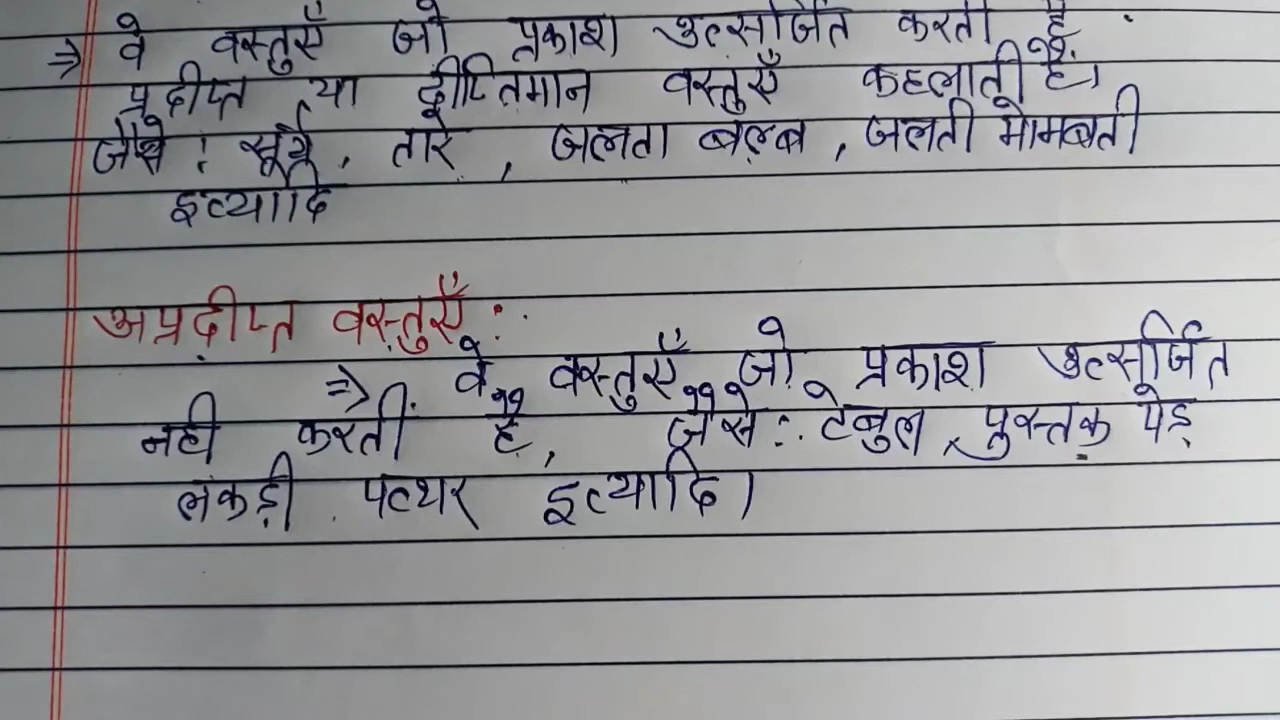 ⇒ वे वस्तुएँ जो प्रकाश उत्सर्जित करती है
प्रदीप्त या दीप्तिमान वस्तुएँ कहलाती है।
जैसे : सूर्य, तारे, जलता बल्ब, जलती मोमबती
इत्यादि
अप्रदीप्त वस्तुएँ :
⇒ वे वस्तुएँ जो प्रकाश उत्सर्जित
नही करती है, जैसे : टेबुल, पुस्तक पेड़
लकड़ी पत्थर इत्यादि।